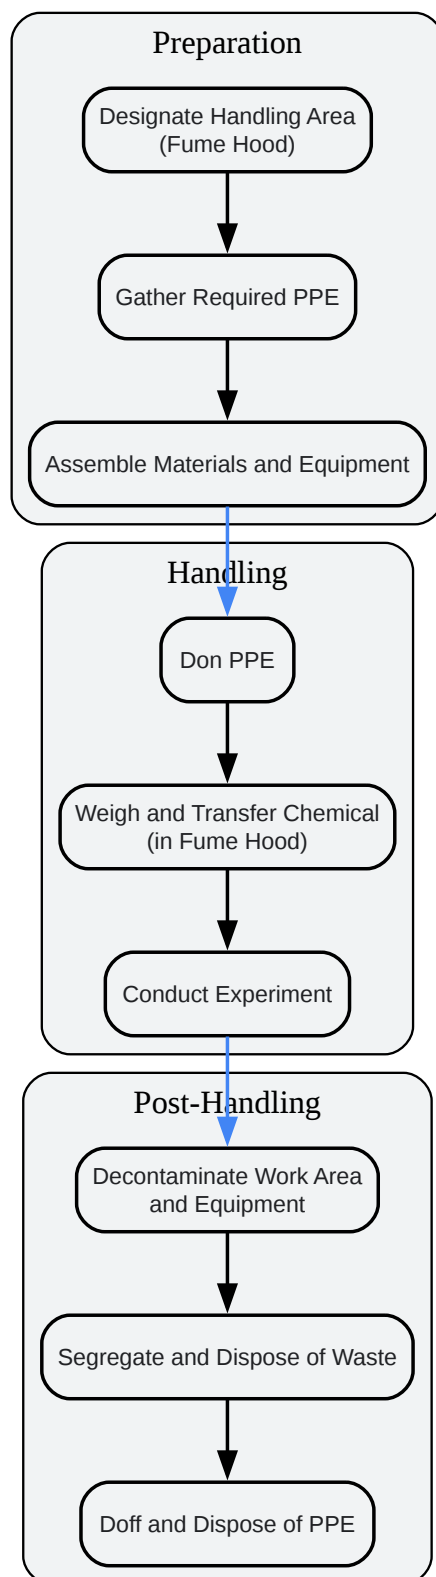 Preparation
Designate Handling Area
(Fume Hood)
Gather Required PPE
Assemble Materials and Equipment
Handling
Don PPE
Weigh and Transfer Chemical
(in Fume Hood)
Conduct Experiment
Post-Handling
Decontaminate Work Area
and Equipment
Segregate and Dispose of Waste
Doff and Dispose of PPE